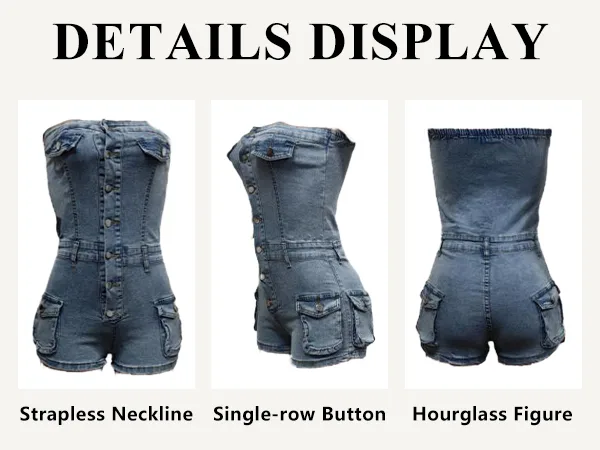 DETAILS DISPLAY
Strapless Neckline
Single-row Button
Hourglass Figure